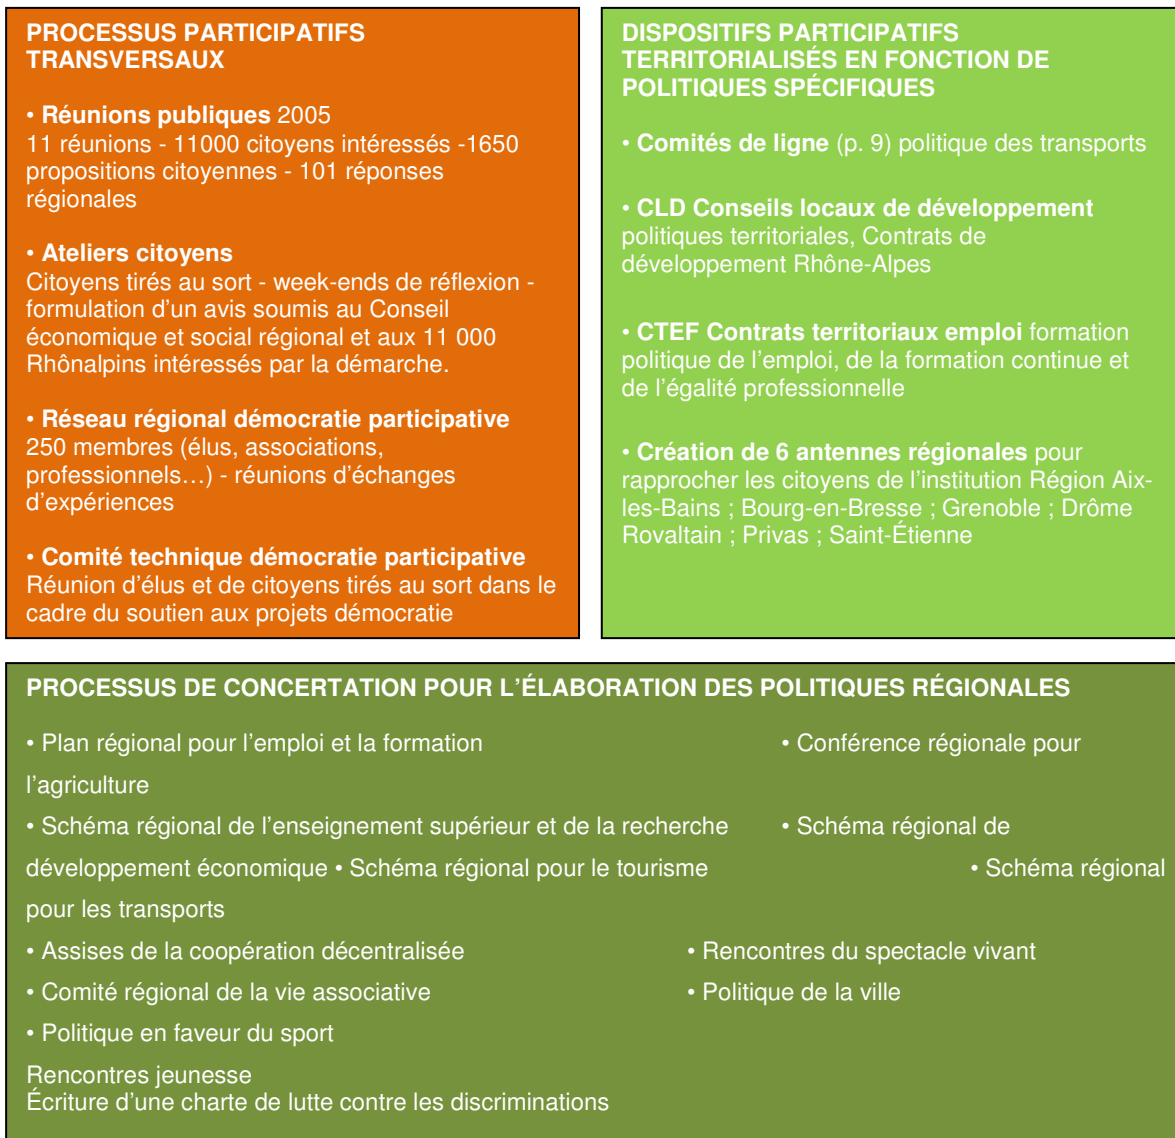 PROCESSUS PARTICIPATIFS
TRANSVERSAUX
• Réunions publiques 2005
11 réunions - 11000 citoyens intéressés -1650
propositions citoyennes - 101 réponses
régionales
• Ateliers citoyens
Citoyens tirés au sort - week-ends de réflexion -
formulation d’un avis soumis au Conseil
économique et social régional et aux 11 000
Rhônalpins intéressés par la démarche.
• Réseau régional démocratie participative
250 membres (élus, associations,
professionnels…) - réunions d’échanges
d’expériences
• Comité technique démocratie participative
Réunion d’élus et de citoyens tirés au sort dans le
cadre du soutien aux projets démocratie
DISPOSITIFS PARTICIPATIFS
TERRITORIALISÉS EN FONCTION DE
POLITIQUES SPÉCIFIQUES
• Comités de ligne (p. 9) politique des transports
• CLD Conseils locaux de développement
politiques territoriales, Contrats de
développement Rhône-Alpes
• CTEF Contrats territoriaux emploi formation
politique de l’emploi, de la formation continue et
de l’égalité professionnelle
• Création de 6 antennes régionales pour
rapprocher les citoyens de l’institution Région Aix-
les-Bains ; Bourg-en-Bresse ; Grenoble ; Drôme
Rovaltain ; Privas ; Saint-Étienne
PROCESSUS DE CONCERTATION POUR L’ÉLABORATION DES POLITIQUES RÉGIONALES
• Plan régional pour l’emploi et la formation • Conférence régionale pour
l’agriculture
• Schéma régional de l’enseignement supérieur et de la recherche • Schéma régional de
développement économique • Schéma régional pour le tourisme • Schéma régional
pour les transports
• Assises de la coopération décentralisée • Rencontres du spectacle vivant
• Comité régional de la vie associative • Politique de la ville
• Politique en faveur du sport
Rencontres jeunesse
Écriture d’une charte de lutte contre les discriminations